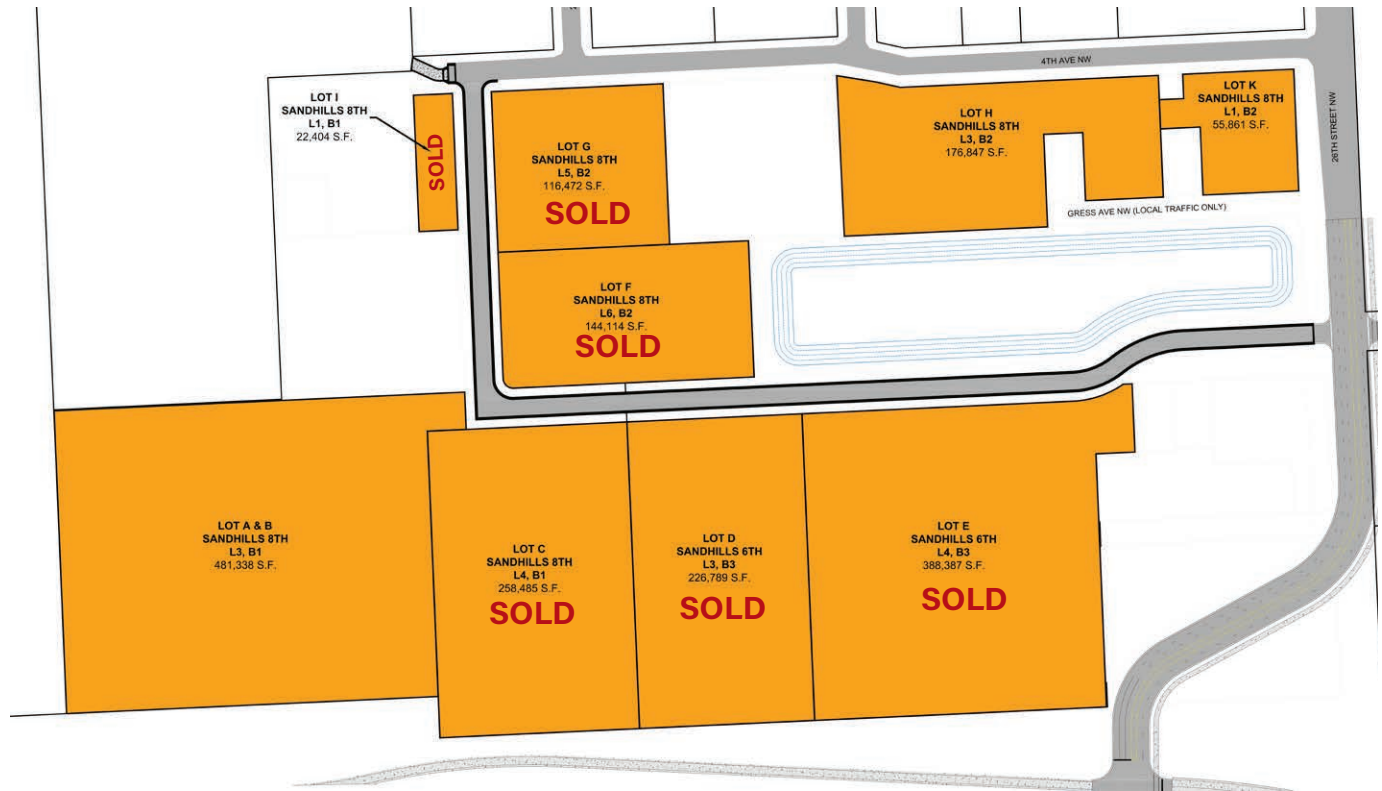 4TH AVE NW
26TH STREET NW
LOT I
SANDHILLS 8TH
L1, B1
22,404 S.F.
SOLD
LOT G
SANDHILLS 8TH
L5, B2
116,472 S.F.
SOLD
LOT H
SANDHILLS 8TH
L3, B2
176,847 S.F.
LOT K
SANDHILLS 8TH
L1, B2
55,861 S.F.
GRESS AVE NW (LOCAL TRAFFIC ONLY)
LOT F
SANDHILLS 8TH
L6, B2
144,114 S.F.
SOLD
LOT A & B
SANDHILLS 8TH
L3, B1
481,338 S.F.
LOT C
SANDHILLS 8TH
L4, B1
258,485 S.F.
SOLD
LOT D
SANDHILLS 6TH
L3, B3
226,789 S.F.
SOLD
LOT E
SANDHILLS 6TH
L4, B3
388,387 S.F.
SOLD